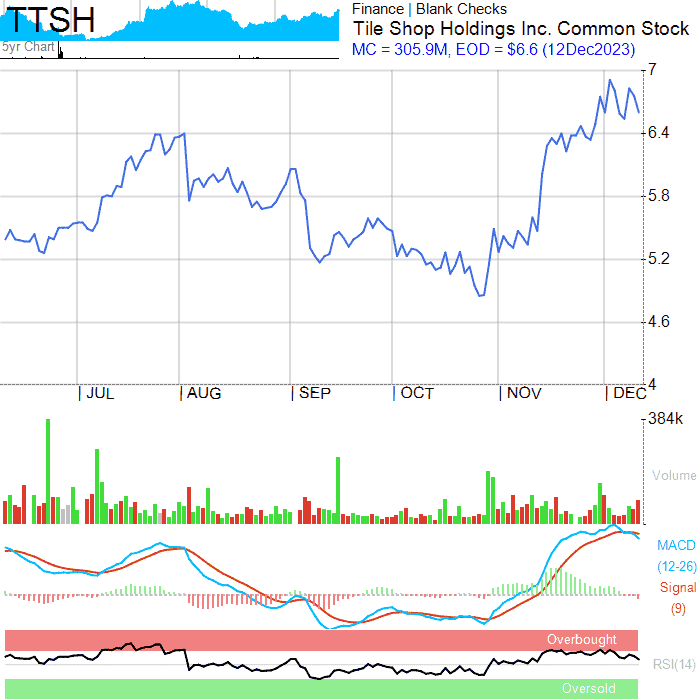 TTSH
5yr Chart
Finance | Blank Checks
Tile Shop Holdings Inc. Common Stock
MC = 305.9M, EOD = $6.6 (12Dec2023)
7
6.4
5.8
5.2
4.6
4
JUL AUG SEP OCT NOV DEC
384k
Volume
MACD
(12-26)
Signal
(9)
Overbought
RSI(14)
Oversold